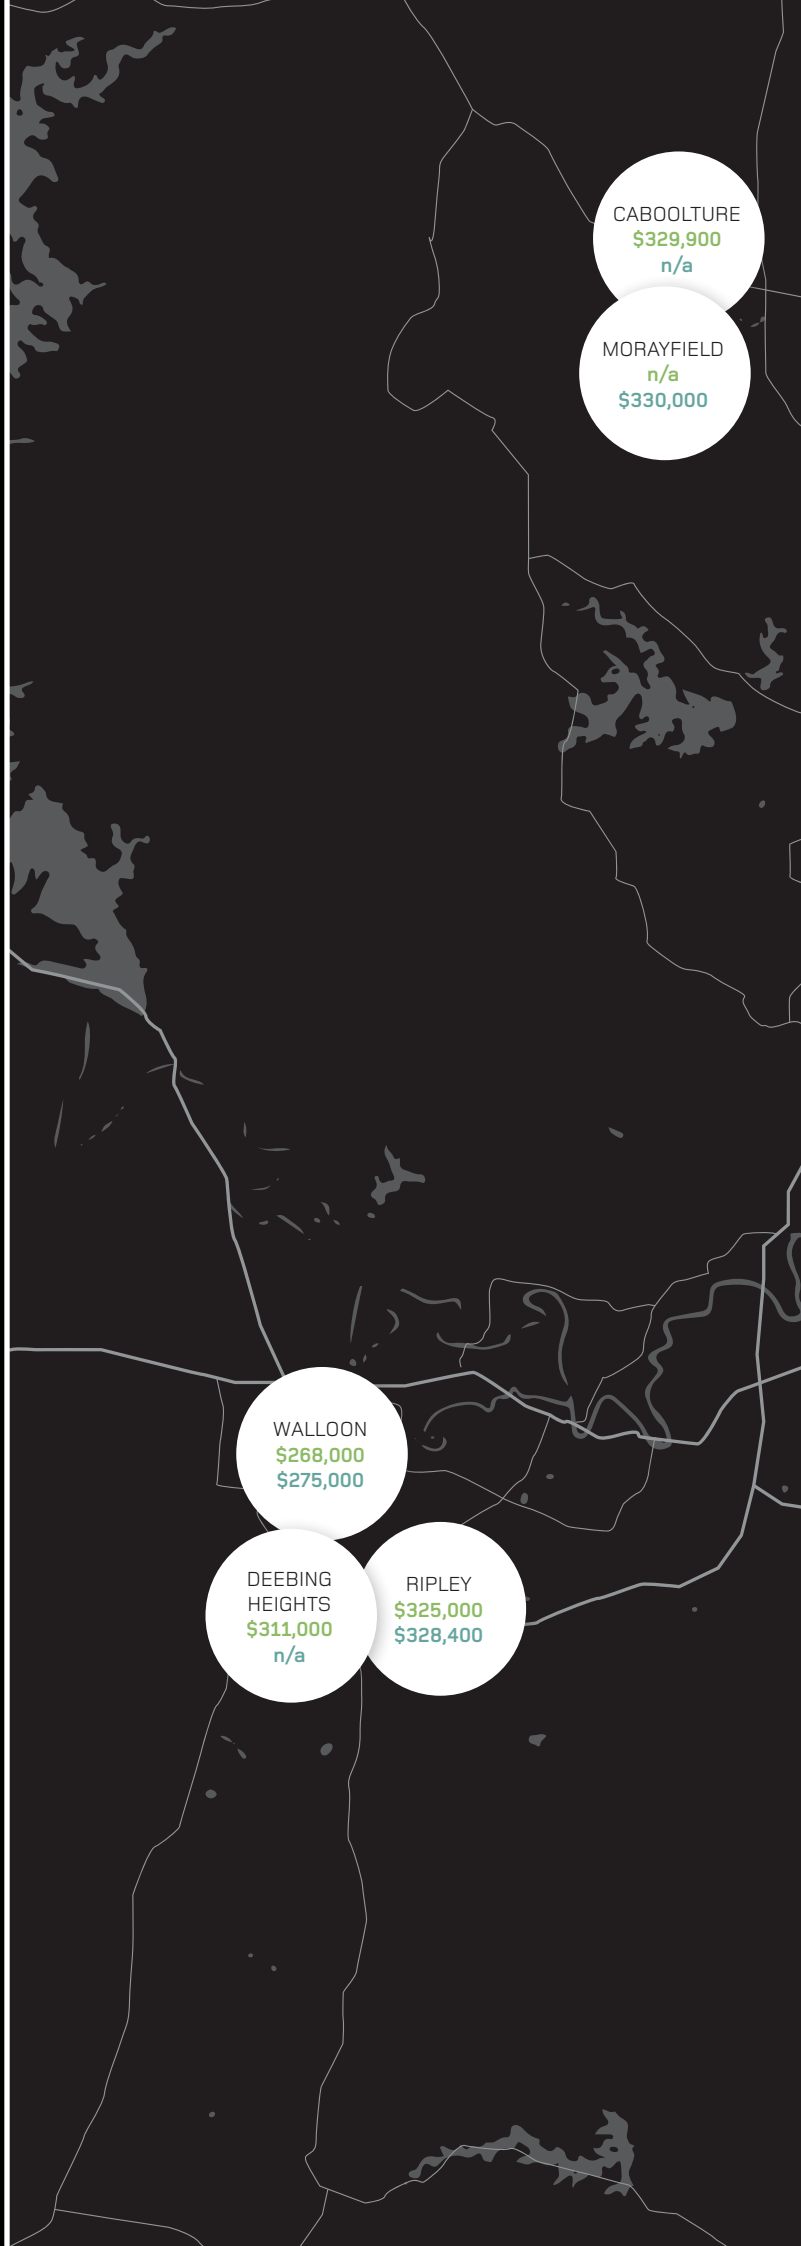 CABOOLTURE
$329,900
n/a
MORAYFIELD
n/a
$330,000
WALLOON
$268,000
$275,000
DEEBING
HEIGHTS
$311,000
n/a
RIPLEY
$325,000
$328,400